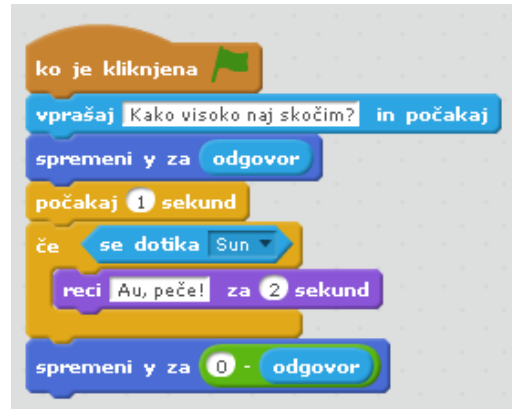 ko je kliknjena
vprašaj Kako visoko naj skočim? in počakaj
spremeni y za odgovor
počakaj 1 sekund
če se dotika Sun
reci Au, peče! za 2 sekund
spremeni y za 0 - odgovor